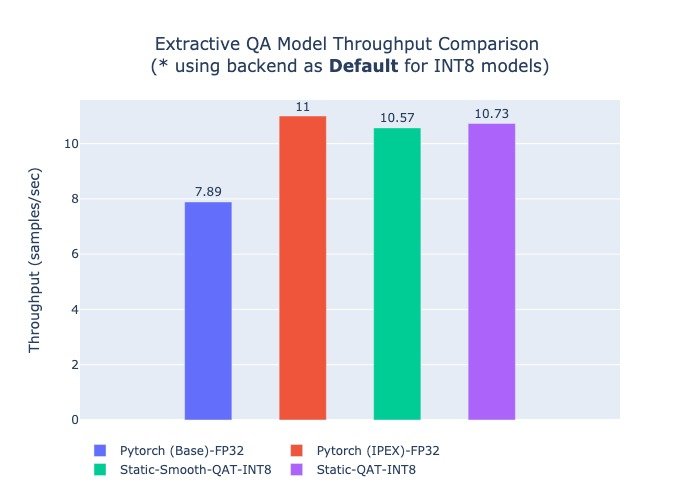 Extractive QA Model Throughput Comparison
(* using backend as Default for INT8 models)
Throughput (samples/sec)
10
8
6
4
2
0
7.89
11
10.57
10.73
Pytorch (Base)-FP32
Pytorch (IPEX)-FP32
Static-Smooth-QAT-INT8
Static-QAT-INT8